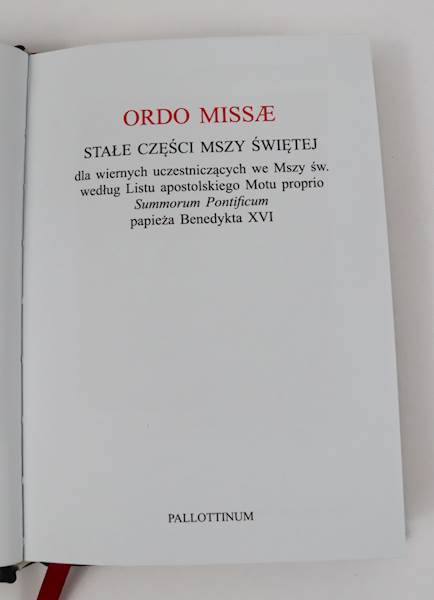 ORDO MISSÆ
STAŁE CZĘŚCI MSZY ŚWIĘTEJ
dla wiernych uczestniczących we Mszy św.
według Listu apostolskiego Motu proprio
Summorum Pontificum
papieża Benedykta XVI
PALLOTTINUM